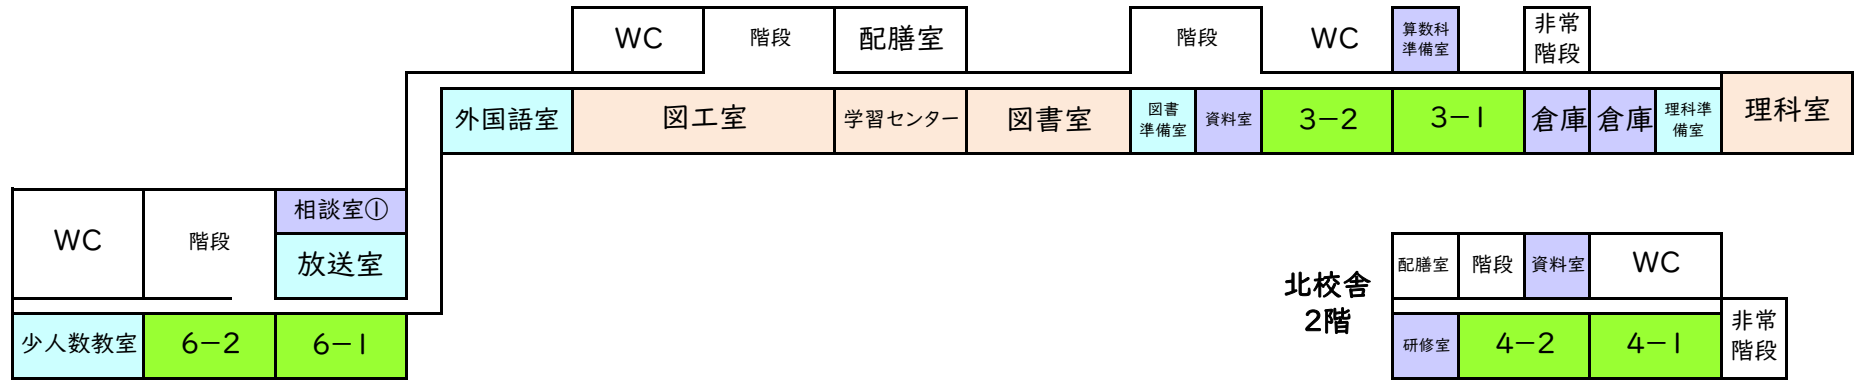 WC
階段
配膳室
階段
WC
算数科
準備室
非常
階段
外国語室
図工室
学習センター
図書室
図書
準備室
資料室
3-2
3-1
倉庫
倉庫
理科準
備室
理科室
WC
階段
相談室①
放送室
少人数教室
6-2
6-1
北校舎
2階
配膳室
階段
資料室
WC
研修室
4-2
4-1
非常
階段